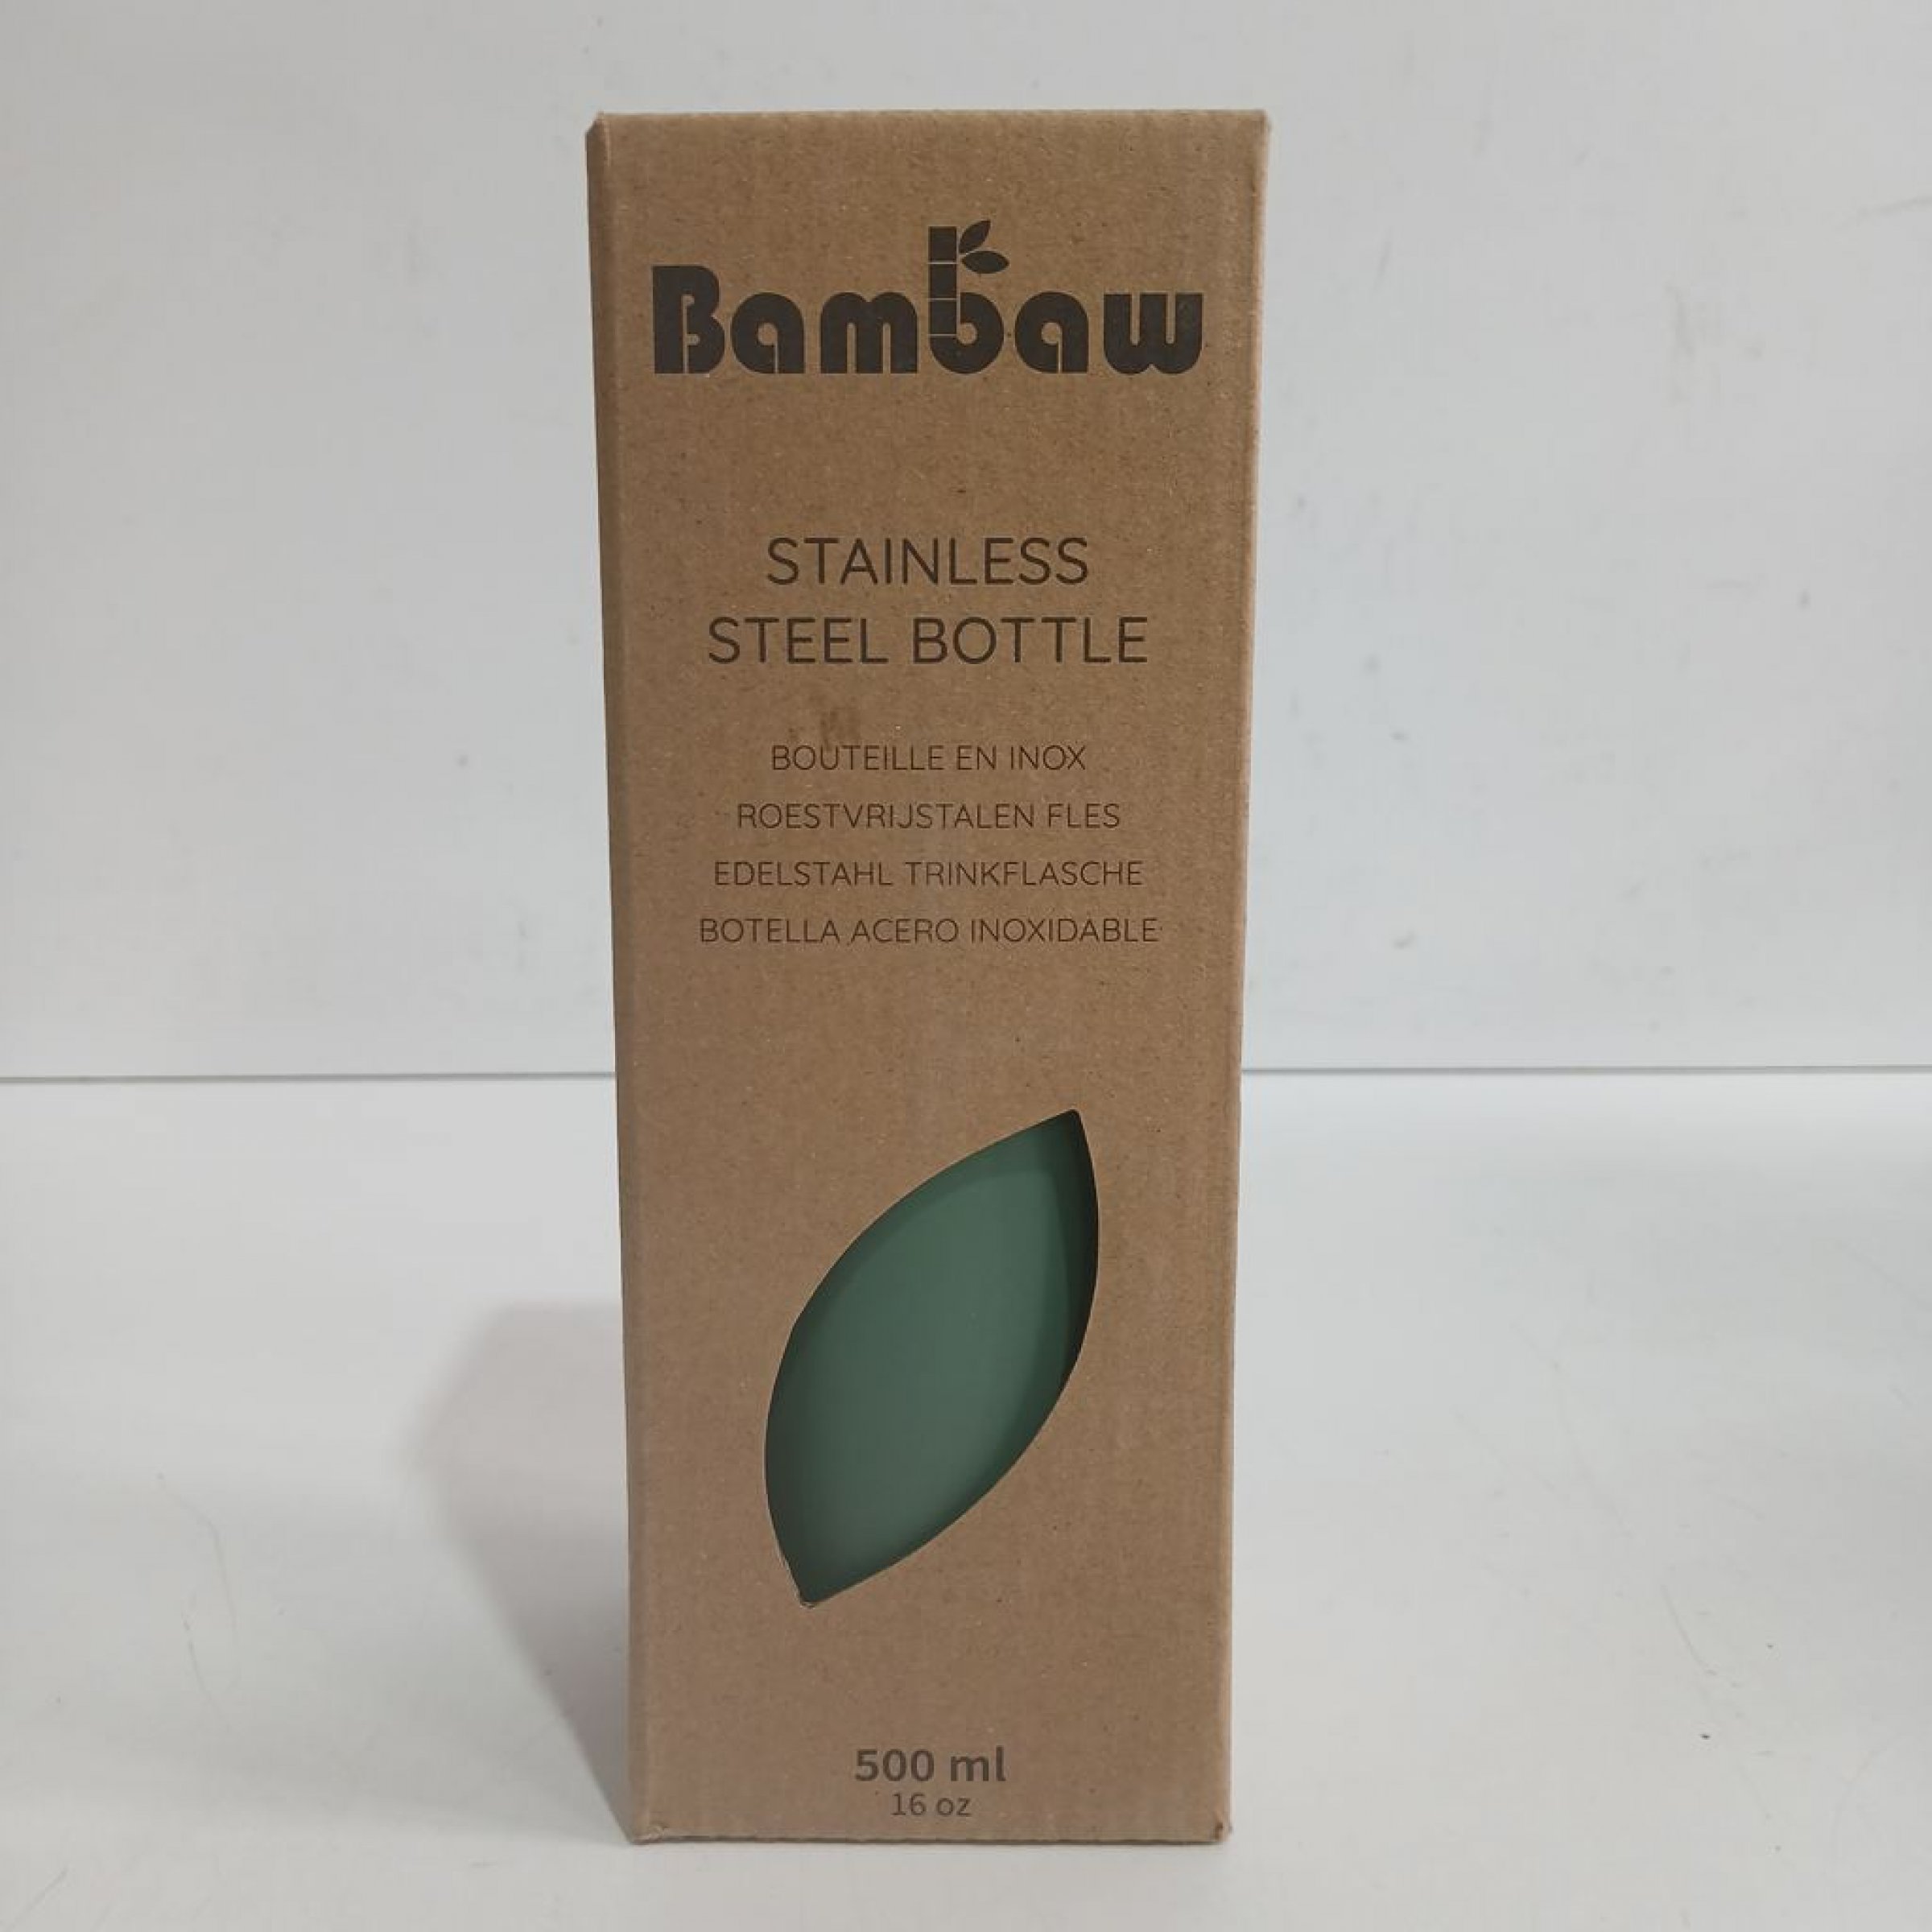 Bambaw
STAINLESS
STEEL BOTTLE
BOUTEILLE EN INOX
ROESTVRIJSTALEN FLES
EDELSTAHL TRINKFLASCHE
BOTELLA ACERO INOXIDABLE
500 ml
16 oz